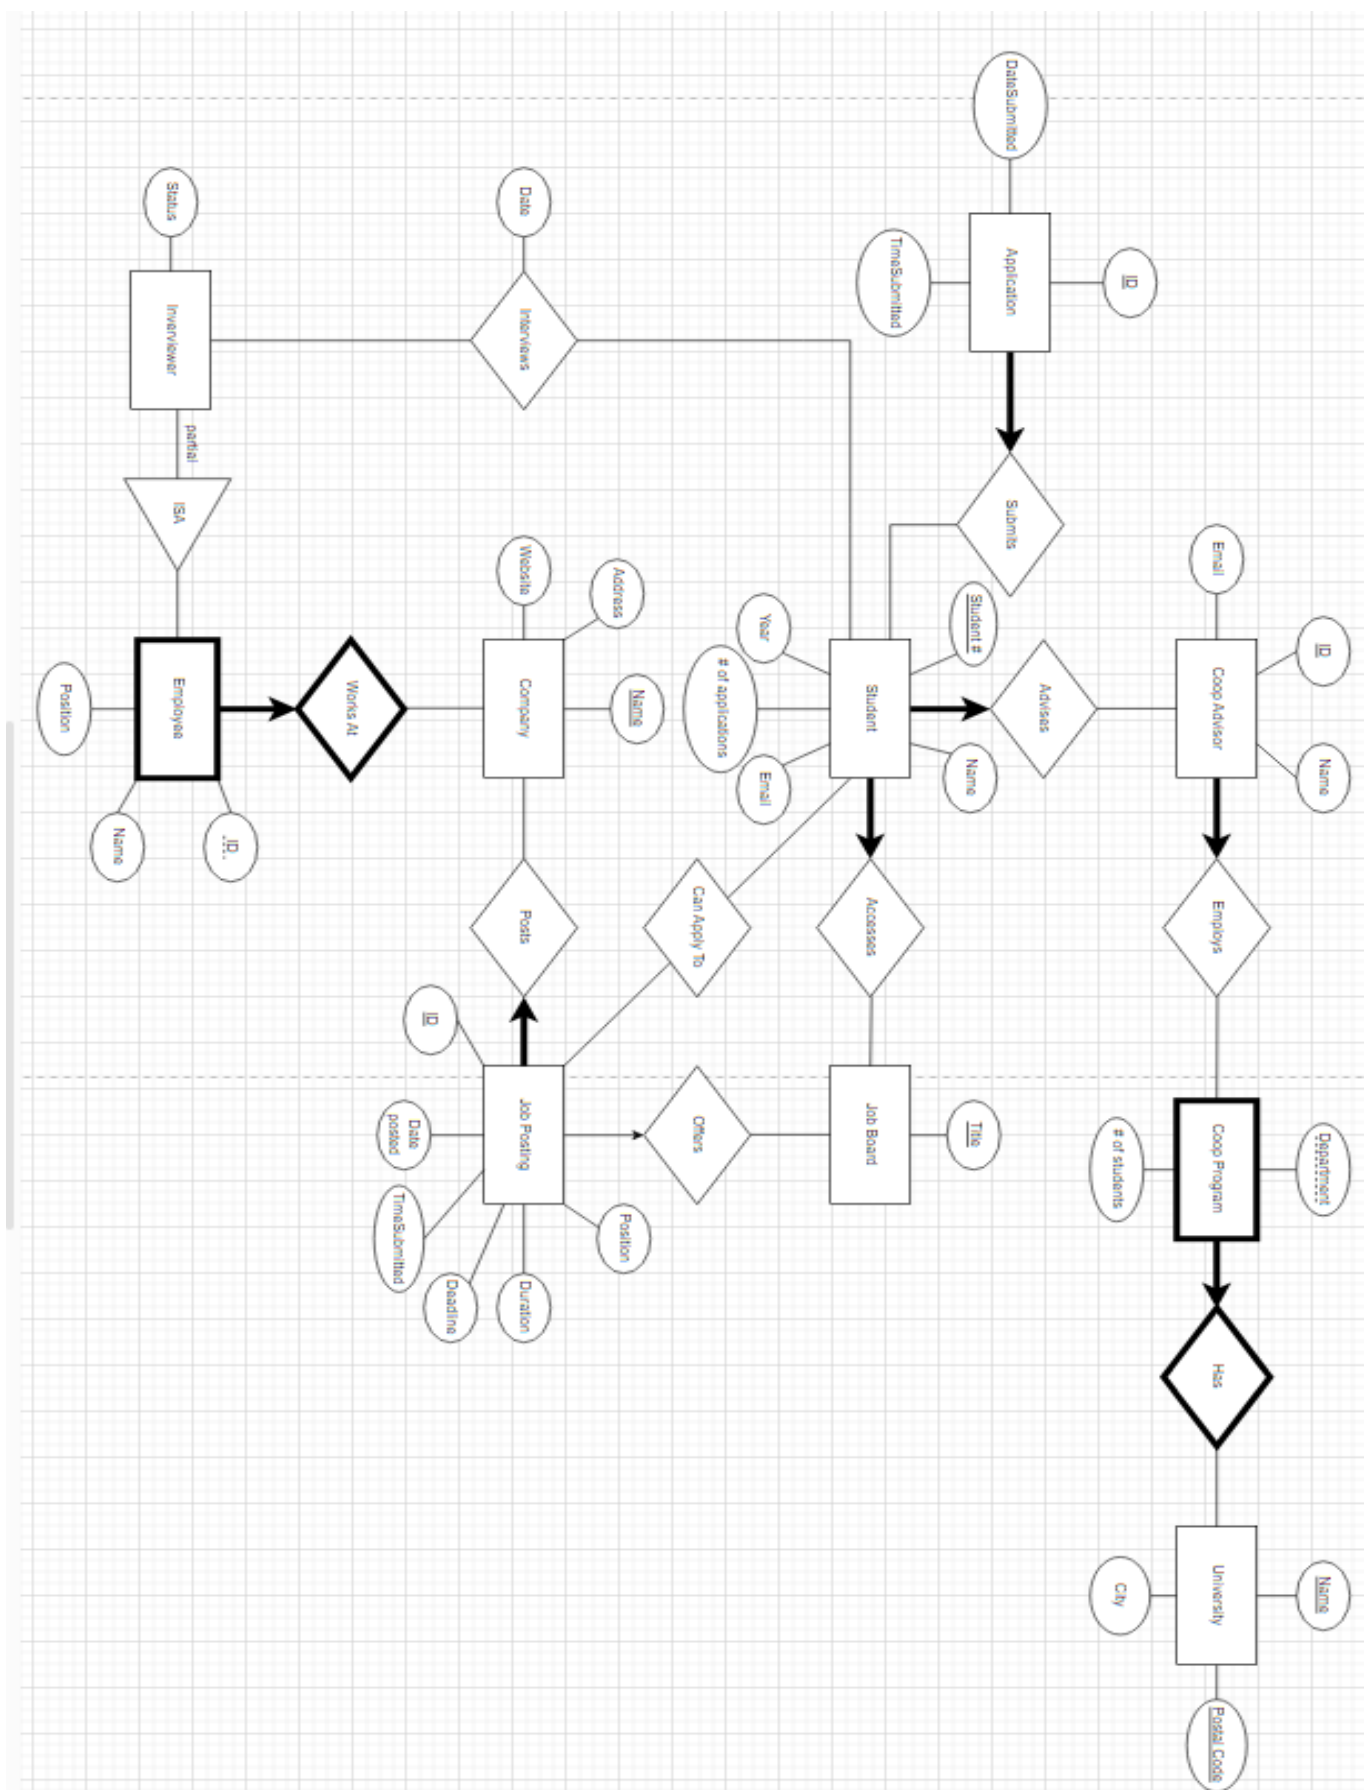 ID
Name
Department
Name
Email
Coop Advisor
Employs
Coop Program
Has
University
Postal Code
ID
# of students
City
Advises
DateSubmitted
Application
Submits
Student #
Name
Title
TimeSubmitted
Student
Accesses
Job Board
Year
Email
# of applications
Can Apply To
Offers
Address
Name
Position
Date
Interviews
Website
Company
Posts
Job Posting
Duration
Deadline
ID
Date
posted
TimeSubmitted
Works At
ID
partial
Status
Inverviewer
ISA
Employee
Name
Position